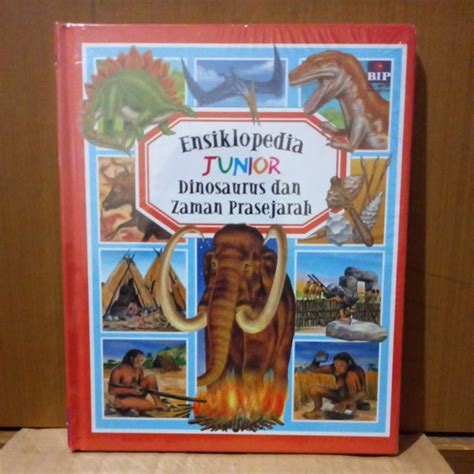 BIP
Ensiklopedia
JUNIOR
Dinosaurus dan
Zaman Prasejarah